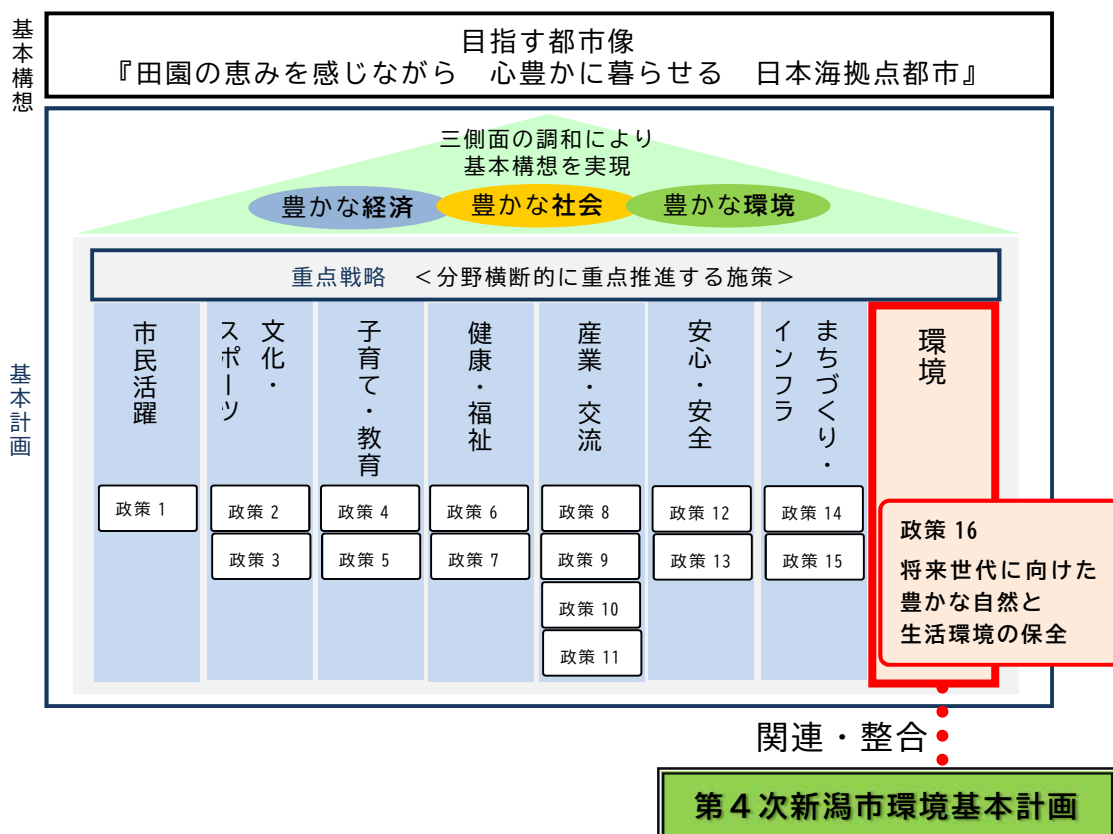 基本構想
目指す都市像
『田園の恵みを感じながら　心豊かに暮らせる　日本海拠点都市』
基本計画
三側面の調和により
基本構想を実現
豊かな経済
豊かな社会
豊かな環境
重点戦略　＜分野横断的に重点推進する施策＞
市民活躍
文化・
スポーツ
子育て・教育
健康・福祉
産業・交流
安心・安全
まちづくり・
インフラ
環境
政策 1
政策 2
政策 3
政策 4
政策 5
政策 6
政策 7
政策 8
政策 9
政策 10
政策 11
政策 12
政策 13
政策 14
政策 15
政策 16
将来世代に向けた
豊かな自然と
生活環境の保全
関連・整合
第４次新潟市環境基本計画